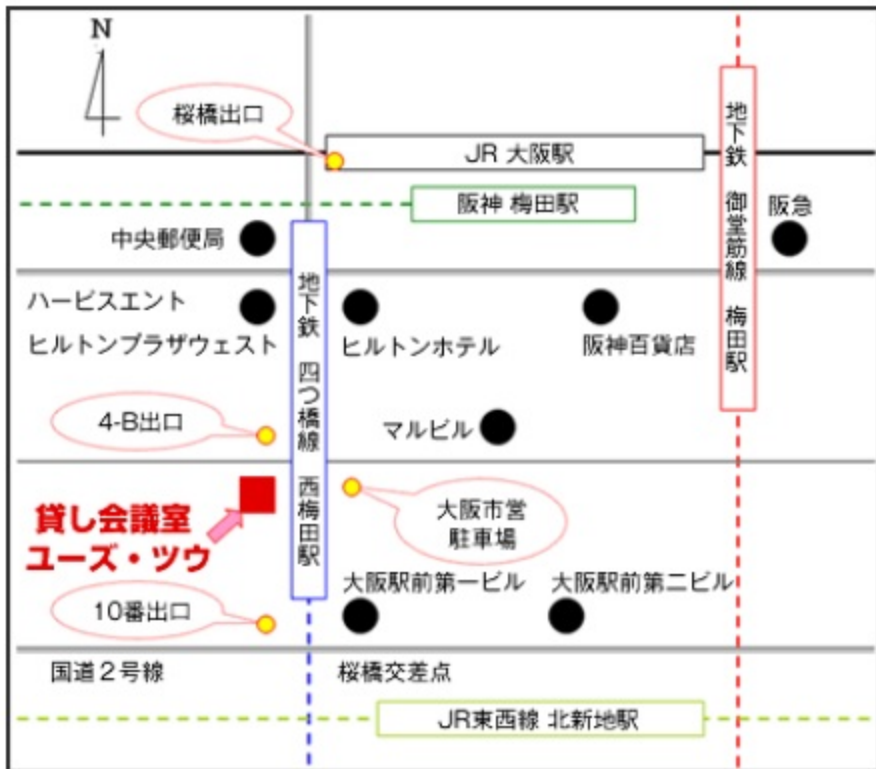 N
桜橋出口
JR 大阪駅
阪神 梅田駅
地下鉄 御堂筋線 梅田駅
阪急
中央郵便局
地下鉄 四つ橋線 西梅田駅
ハービスエント
ヒルトンプラザウェスト
ヒルトンホテル
阪神百貨店
4-B出口
マルビル
貸し会議室
ユーズ・ツウ
大阪市営
駐車場
大阪駅前第一ビル
大阪駅前第二ビル
10番出口
国道2号線
桜橋交差点
JR東西線 北新地駅